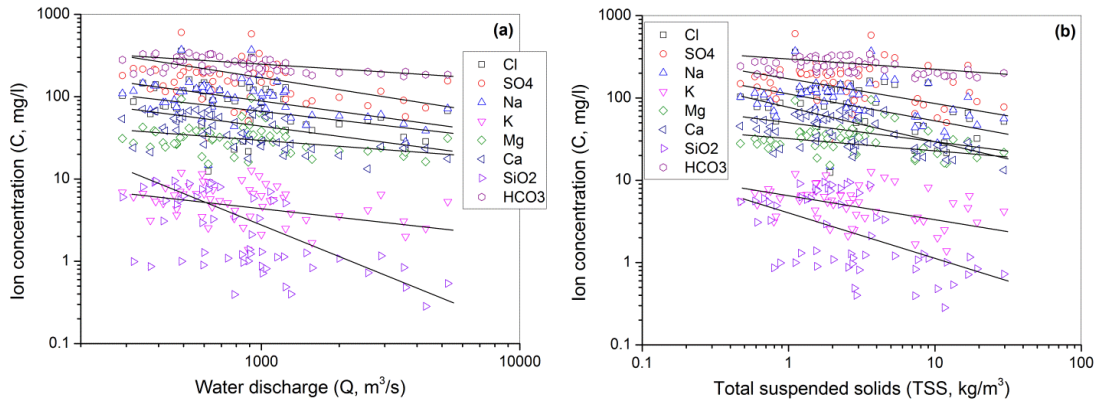 (a)
Ion concentration (C, mg/l)
1000
100
10
1
0.1
1000
10000
Water discharge (Q, m³/s)
Cl
SO4
Na
K
Mg
Ca
SiO2
HCO3
(b)
Ion concentration (C, mg/l)
1000
100
10
1
0.1
0.1
1
10
100
Total suspended solids (TSS, kg/m³)
Cl
SO4
Na
K
Mg
Ca
SiO2
HCO3